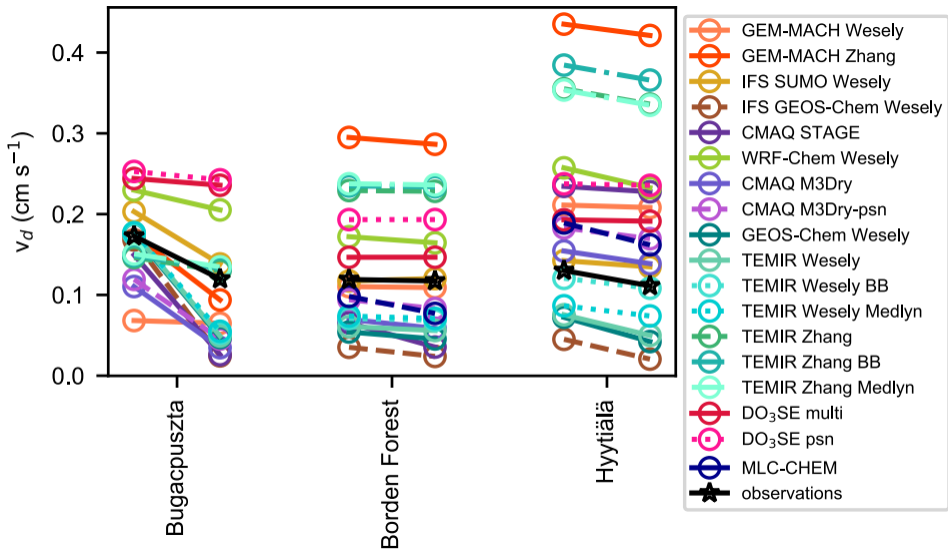 0.4
0.3
0.2
0.1
0.0
v_d (cm s⁻¹)
Bugacpuszta
Borden Forest
Hyytiälä
GEM-MACH Wesely
GEM-MACH Zhang
IFS SUMO Wesely
IFS GEOS-Chem Wesely
CMAQ STAGE
WRF-Chem Wesely
CMAQ M3Dry
CMAQ M3Dry-psn
GEOS-Chem Wesely
TEMIR Wesely
TEMIR Wesely BB
TEMIR Wesely Medlyn
TEMIR Zhang
TEMIR Zhang BB
TEMIR Zhang Medlyn
DO₃SE multi
DO₃SE psn
MLC-CHEM
observations